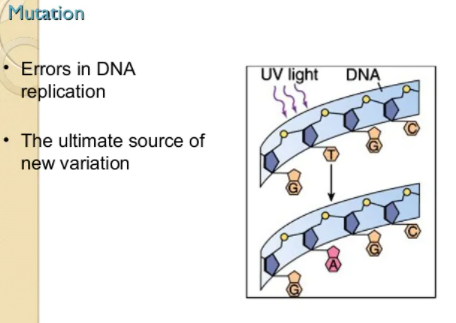 Mutation
• Errors in DNA
replication
• The ultimate source of
new variation
UV light DNA
G
T
G
C
G
A
G
C